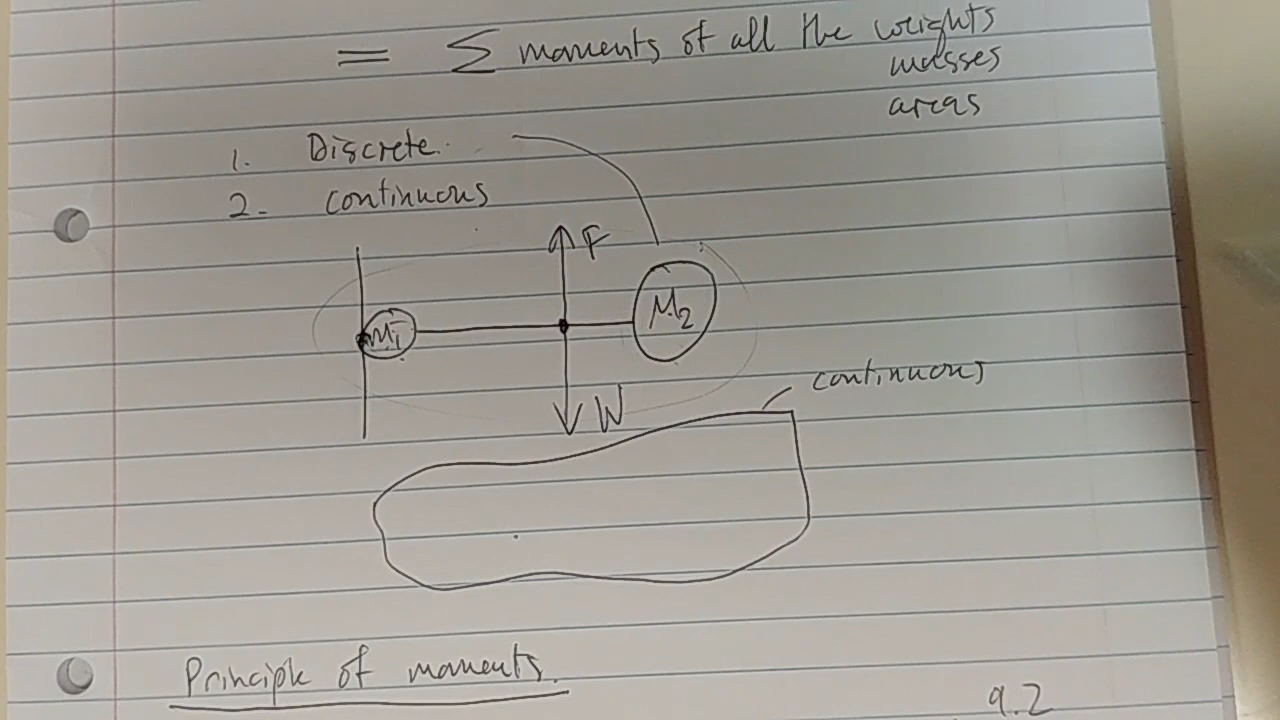 = Σ moments of all the weights
masses
areas
1. Discrete.
2. continuous
F
M1
M2
W
continuous
Principle of moments.
9.2